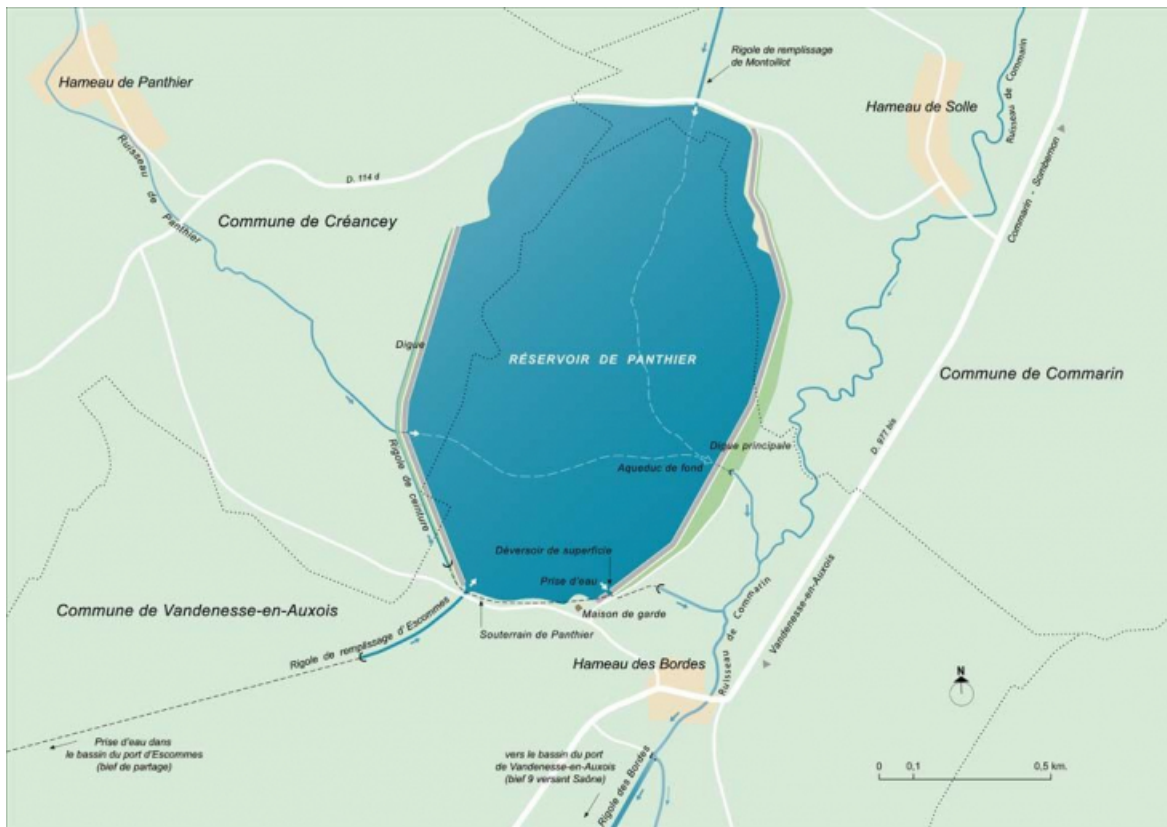 Hameau de Panthier
Rigole de remplissage
de Montoillot
Hameau de Solle
Ruisseau de Commarin
Ruisseau de Commarin
Ruisseau de Panthier
D. 114 d
Commune de Créancey
Commarin - Sombernon
Digue
RÉSERVOIR DE PANTHIER
Commune de Commarin
D. 977 bis
Digue principale
Aqueduc de fond
Rigole de ceinture
Déversoir de superficie
Prise d'eau
Commune de Vandenesse-en-Auxois
Maison de garde
Rigole de remplissage d'Escommes
Souterrain de Panthier
Ruisseau de Commarin
Vandenesse-en-Auxois
Hameau des Bordes
N
Prise d'eau dans
le bassin du port d'Escommes
(bief de partage)
vers le bassin du port
de Vandenesse-en-Auxois
(bief 9 versant Saône)
Rigole des Bordes
0 0,1 0,5 km.